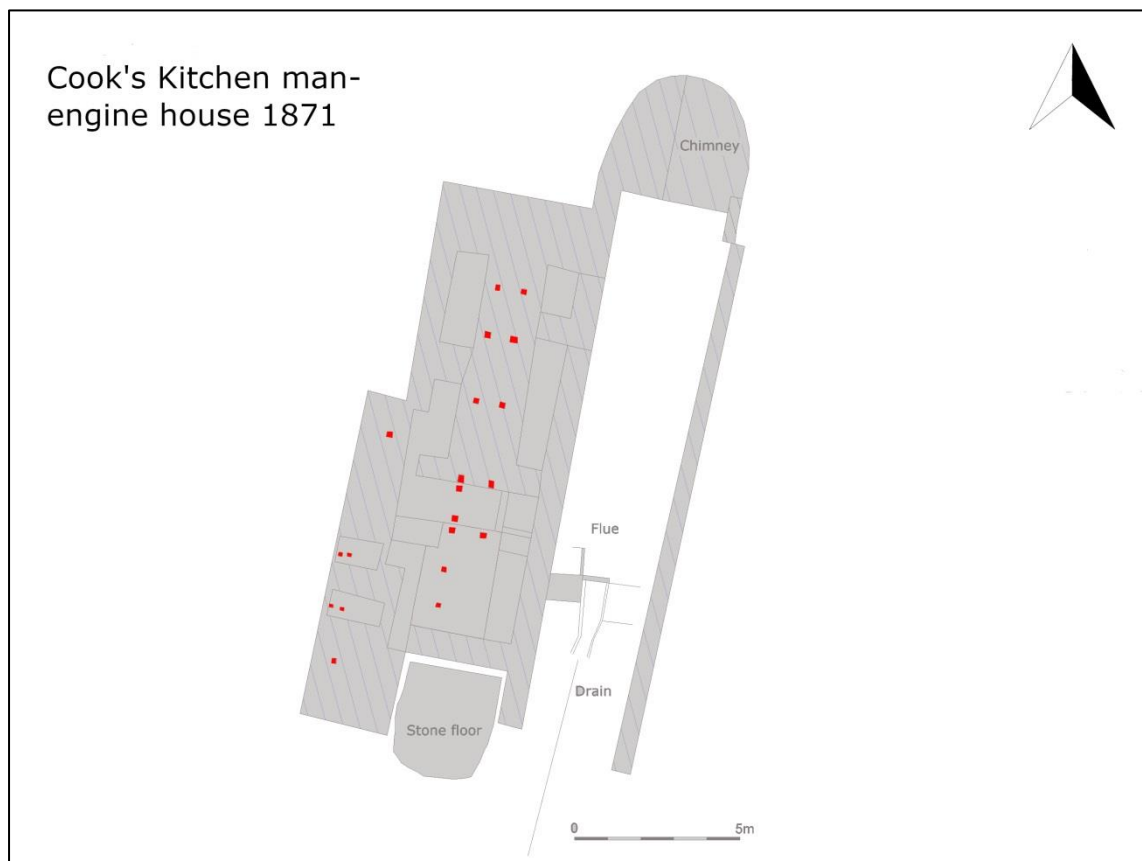 Cook's Kitchen man-
engine house 1871
Chimney
Flue
Drain
Stone floor
0 5m